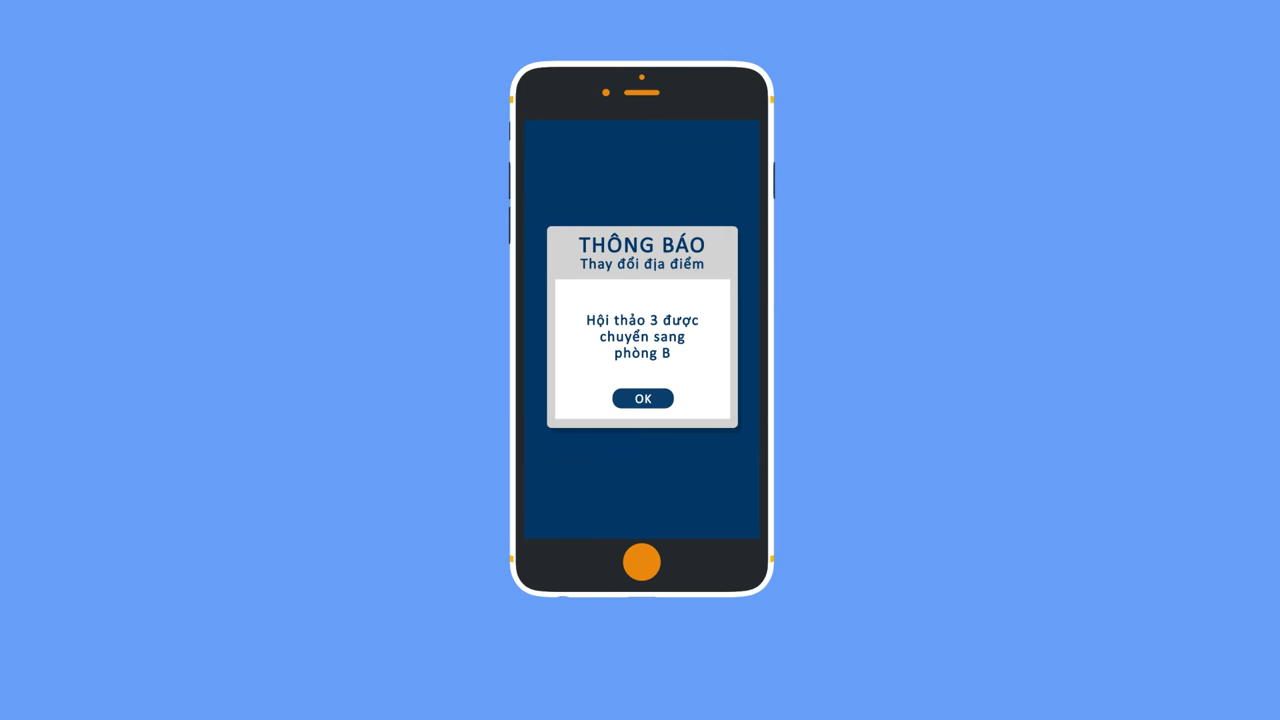 THÔNG BÁO
Thay đổi địa điểm
Hội thảo 3 được
chuyển sang
phòng B
OK